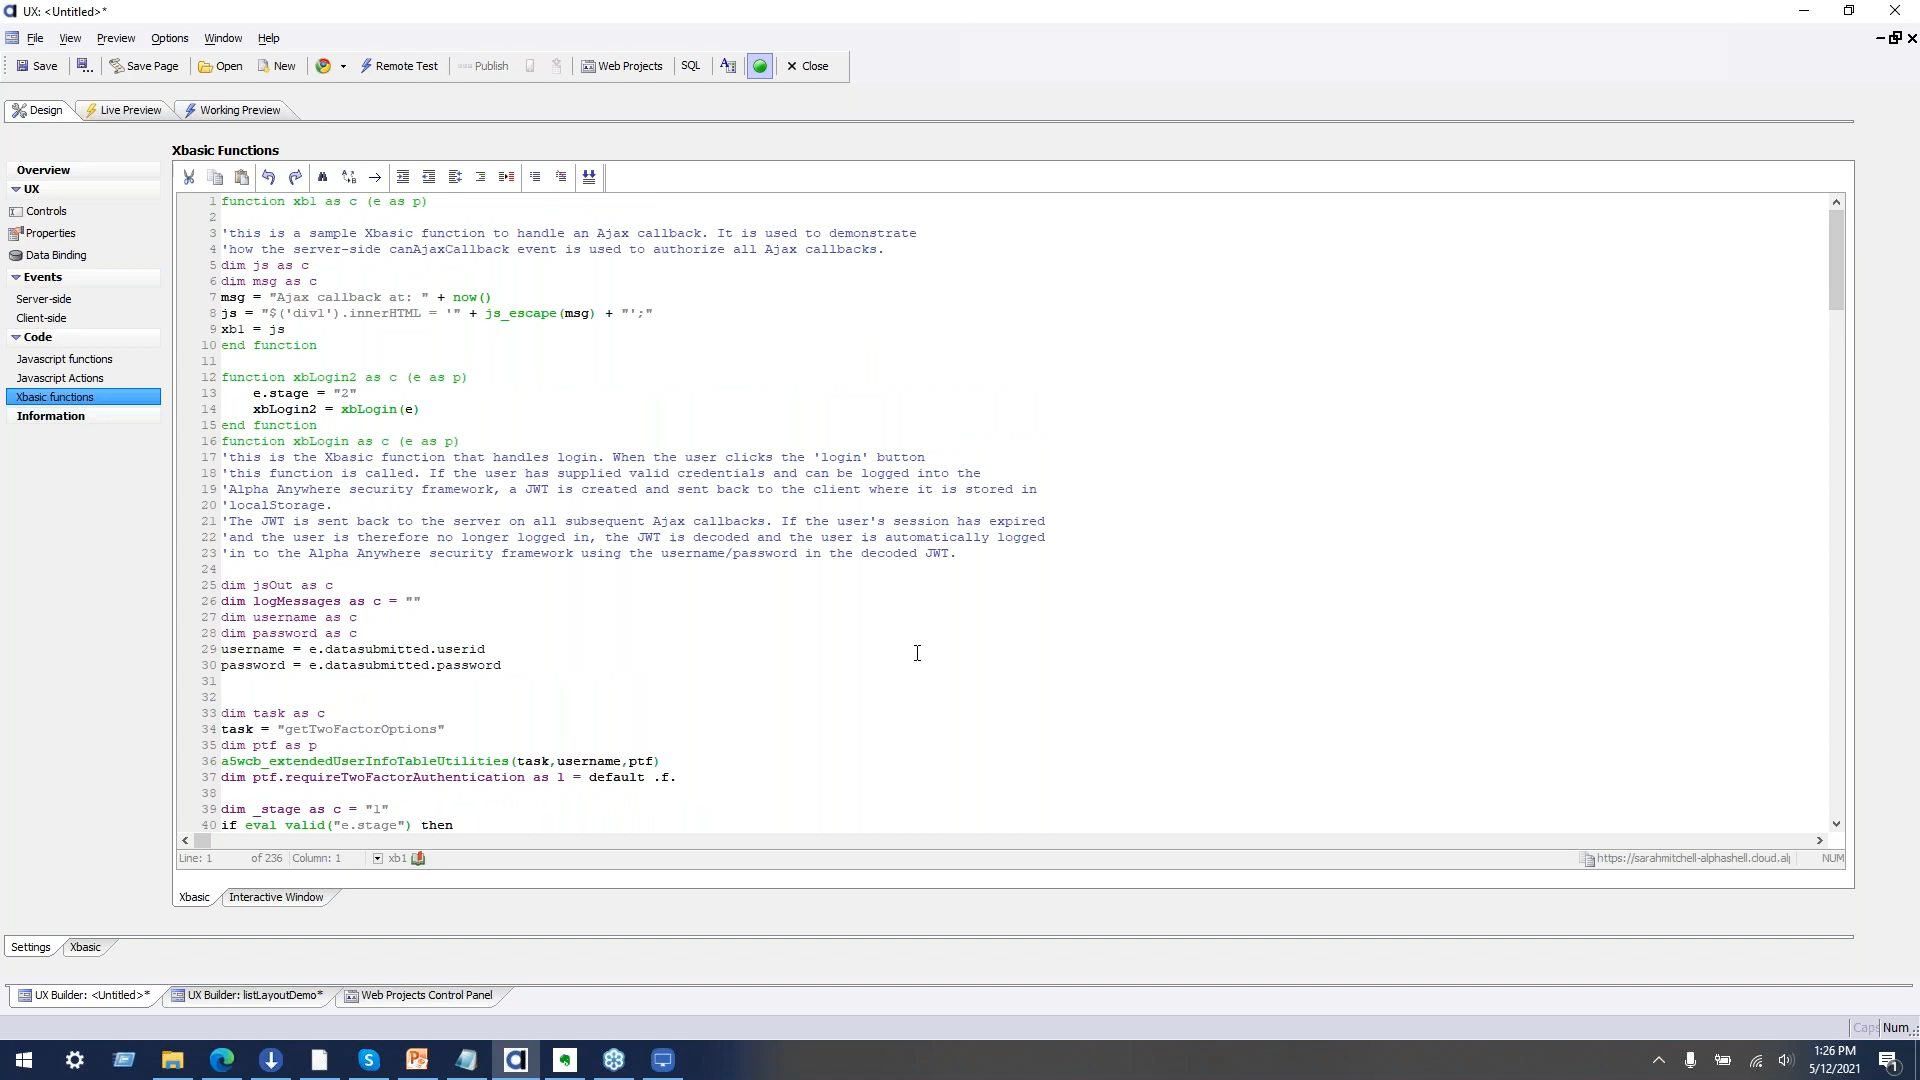 UX: <Untitled>*
File View Preview Options Window Help
Save Save Page Open New Remote Test Publish Web Projects SQL Close
Design Live Preview Working Preview
Xbasic Functions
Overview
UX
Controls
Properties
Data Binding
Events
Server-side
Client-side
Code
Javascript functions
Javascript Actions
Xbasic functions
Information
1 function xb1 as c (e as p)
2
3 'this is a sample Xbasic function to handle an Ajax callback. It is used to demonstrate
4 'how the server-side canAjaxCallback event is used to authorize all Ajax callbacks.
5 dim js as c
6 dim msg as c
7 msg = "Ajax callback at: " + now()
8 js = "$('div1').innerHTML = '" + js_escape(msg) + "';"
9 xb1 = js
10 end function
11
12 function xbLogin2 as c (e as p)
13 e.stage = "2"
14 xbLogin2 = xbLogin(e)
15 end function
16 function xbLogin as c (e as p)
17 'this is the Xbasic function that handles login. When the user clicks the 'login' button
18 'this function is called. If the user has supplied valid credentials and can be logged into the
19 'Alpha Anywhere security framework, a JWT is created and sent back to the client where it is stored in
20 'localStorage.
21 'The JWT is sent back to the server on all subsequent Ajax callbacks. If the user's session has expired
22 'and the user is therefore no longer logged in, the JWT is decoded and the user is automatically logged
23 'in to the Alpha Anywhere security framework using the username/password in the decoded JWT.
24
25 dim jsOut as c
26 dim logMessages as c = ""
27 dim username as c
28 dim password as c
29 username = e.datasubmitted.userid
30 password = e.datasubmitted.password
31
32
33 dim task as c
34 task = "getTwoFactorOptions"
35 dim ptf as p
36 a5wcb_extendedUserInfoTableUtilities(task,username,ptf)
37 dim ptf.requireTwoFactorAuthentication as l = default .f.
38
39 dim _stage as c = "1"
40 if eval_valid("e.stage") then
Line: 1 of 236 Column: 1 xb1 https://sarahmitchell-alphashell.cloud.al NUM
Xbasic Interactive Window
Settings Xbasic
UX Builder: <Untitled>* UX Builder: listLayoutDemo* Web Projects Control Panel
Caps Num
1:26 PM
5/12/2021